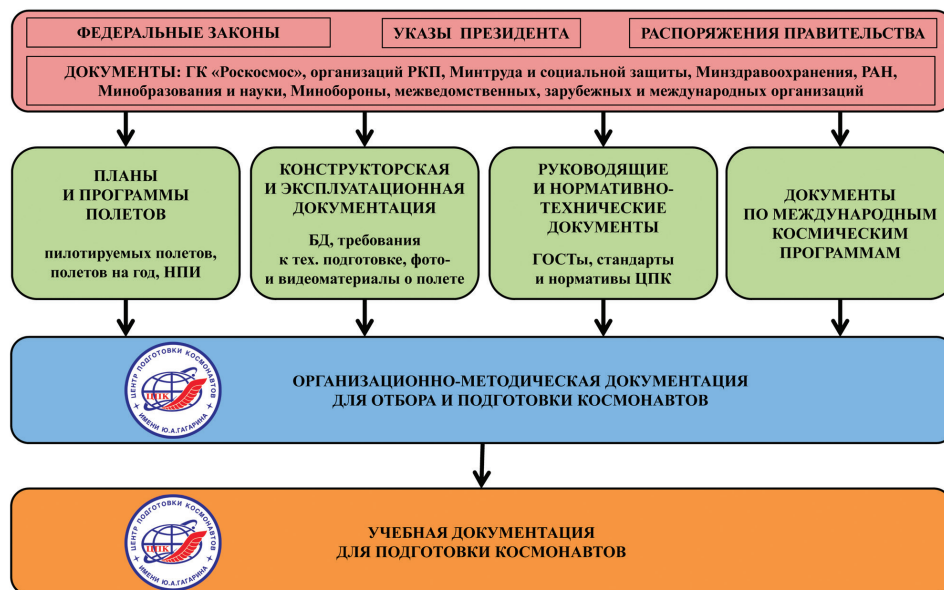 ФЕДЕРАЛЬНЫЕ ЗАКОНЫ
УКАЗЫ ПРЕЗИДЕНТА
РАСПОРЯЖЕНИЯ ПРАВИТЕЛЬСТВА
ДОКУМЕНТЫ: ГК «Роскосмос», организаций РКП, Минтруда и социальной защиты, Минздравоохранения, РАН,
Минобразования и науки, Минобороны, межведомственных, зарубежных и международных организаций
ПЛАНЫ
И ПРОГРАММЫ
ПОЛЕТОВ
пилотируемых полетов,
полетов на год, НПИ
КОНСТРУКТОРСКАЯ
И ЭКСПЛУАТАЦИОННАЯ
ДОКУМЕНТАЦИЯ
БД, требования
к тех. подготовке, фото-
и видеоматериалы о полете
РУКОВОДЯЩИЕ
И НОРМАТИВНО-
ТЕХНИЧЕСКИЕ
ДОКУМЕНТЫ
ГОСТы, стандарты
и нормативы ЦПК
ДОКУМЕНТЫ
ПО МЕЖДУНАРОДНЫМ
КОСМИЧЕСКИМ
ПРОГРАММАМ
ЦЕНТР ПОДГОТОВКИ КОСМОНАВТОВ
ЦПК
ИМЕНИ Ю.А.ГАГАРИНА
ОРГАНИЗАЦИОННО-МЕТОДИЧЕСКАЯ ДОКУМЕНТАЦИЯ
ДЛЯ ОТБОРА И ПОДГОТОВКИ КОСМОНАВТОВ
ЦЕНТР ПОДГОТОВКИ КОСМОНАВТОВ
ЦПК
ИМЕНИ Ю.А.ГАГАРИНА
УЧЕБНАЯ ДОКУМЕНТАЦИЯ
ДЛЯ ПОДГОТОВКИ КОСМОНАВТОВ